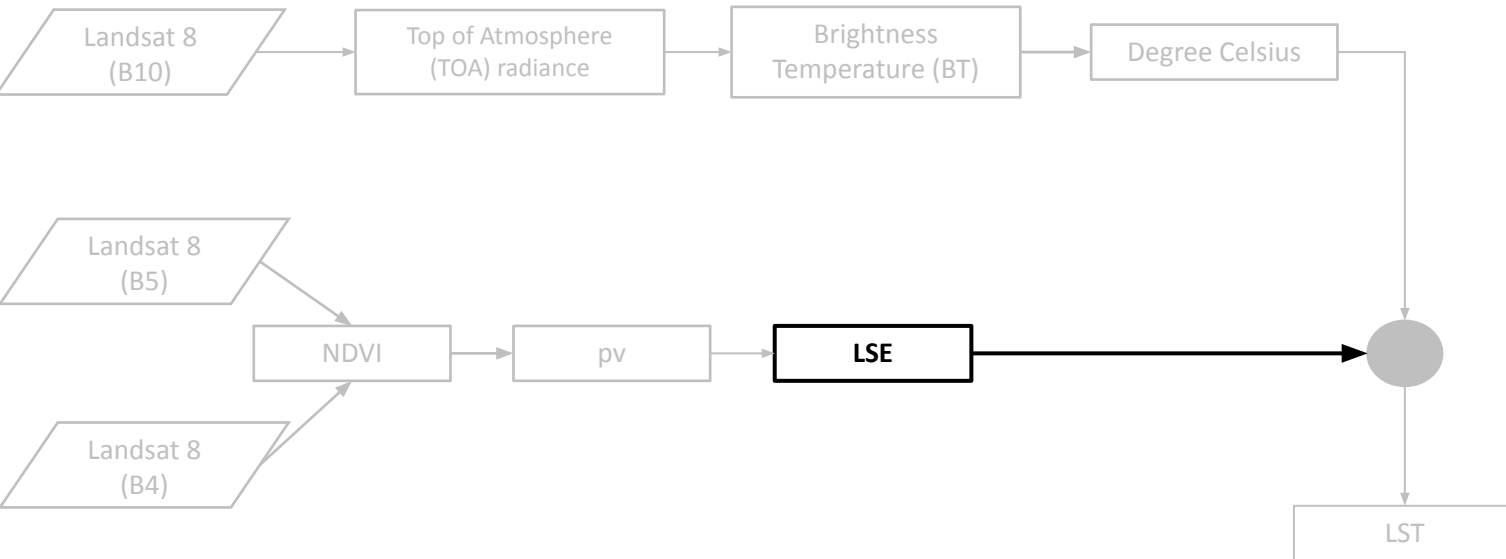 Landsat 8
(B10)
Top of Atmosphere
(TOA) radiance
Brightness
Temperature (BT)
Degree Celsius
Landsat 8
(B5)
NDVI
pv
LSE
Landsat 8
(B4)
LST